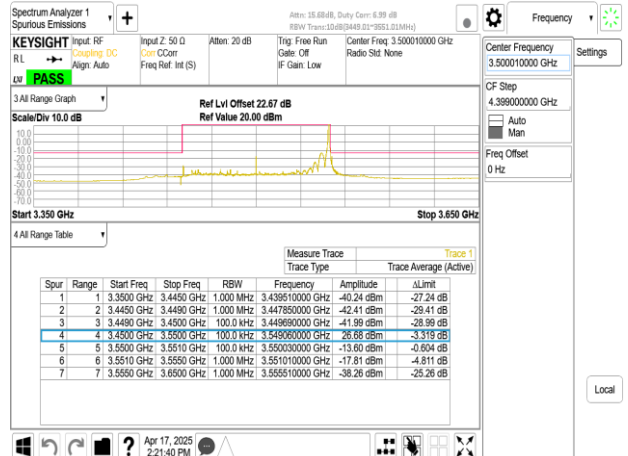 Spectrum Analyzer 1
Spurious Emissions
Attn: 15.68dB, Duty Corr: 6.99 dB
RBW Trans:10dB(3449.01~3551.01MHz)
Frequency
KEYSIGHT
Input: RF
Input Z: 50 Ω
Atten: 20 dB
Trig: Free Run
Center Freq: 3.500010000 GHz
RL
Coupling: DC
Corr CCorr
Gate: Off
Radio Std: None
Align: Auto
Freq Ref: Int (S)
IF Gain: Low
LXI
PASS
Center Frequency
3.500010000 GHz
Settings
CF Step
4.399000000 GHz
Auto
Man
Freq Offset
0 Hz
3 All Range Graph
Ref Lvl Offset 22.67 dB
Scale/Div 10.0 dB
Ref Value 20.00 dBm
10.0
0.00
-10.0
-20.0
-30.0
-40.0
-50.0
-60.0
-70.0
Start 3.350 GHz
Stop 3.650 GHz
4 All Range Table
Measure Trace Trace 1
Trace Type Trace Average (Active)
Spur Range Start Freq Stop Freq RBW Frequency Amplitude ΔLimit
1 1 3.3500 GHz 3.4450 GHz 1.000 MHz 3.439510000 GHz -40.24 dBm -27.24 dB
2 2 3.4450 GHz 3.4490 GHz 1.000 MHz 3.447850000 GHz -42.41 dBm -29.41 dB
3 3 3.4490 GHz 3.4500 GHz 100.0 kHz 3.449690000 GHz -41.99 dBm -28.99 dB
4 4 3.4500 GHz 3.5500 GHz 100.0 kHz 3.549060000 GHz 26.68 dBm -3.319 dB
5 5 3.5500 GHz 3.5510 GHz 100.0 kHz 3.550030000 GHz -13.60 dBm -0.604 dB
6 6 3.5510 GHz 3.5550 GHz 1.000 MHz 3.551010000 GHz -17.81 dBm -4.811 dB
7 7 3.5550 GHz 3.6500 GHz 1.000 MHz 3.555510000 GHz -38.26 dBm -25.26 dB
Local
?
Apr 17, 2025
2:21:40 PM